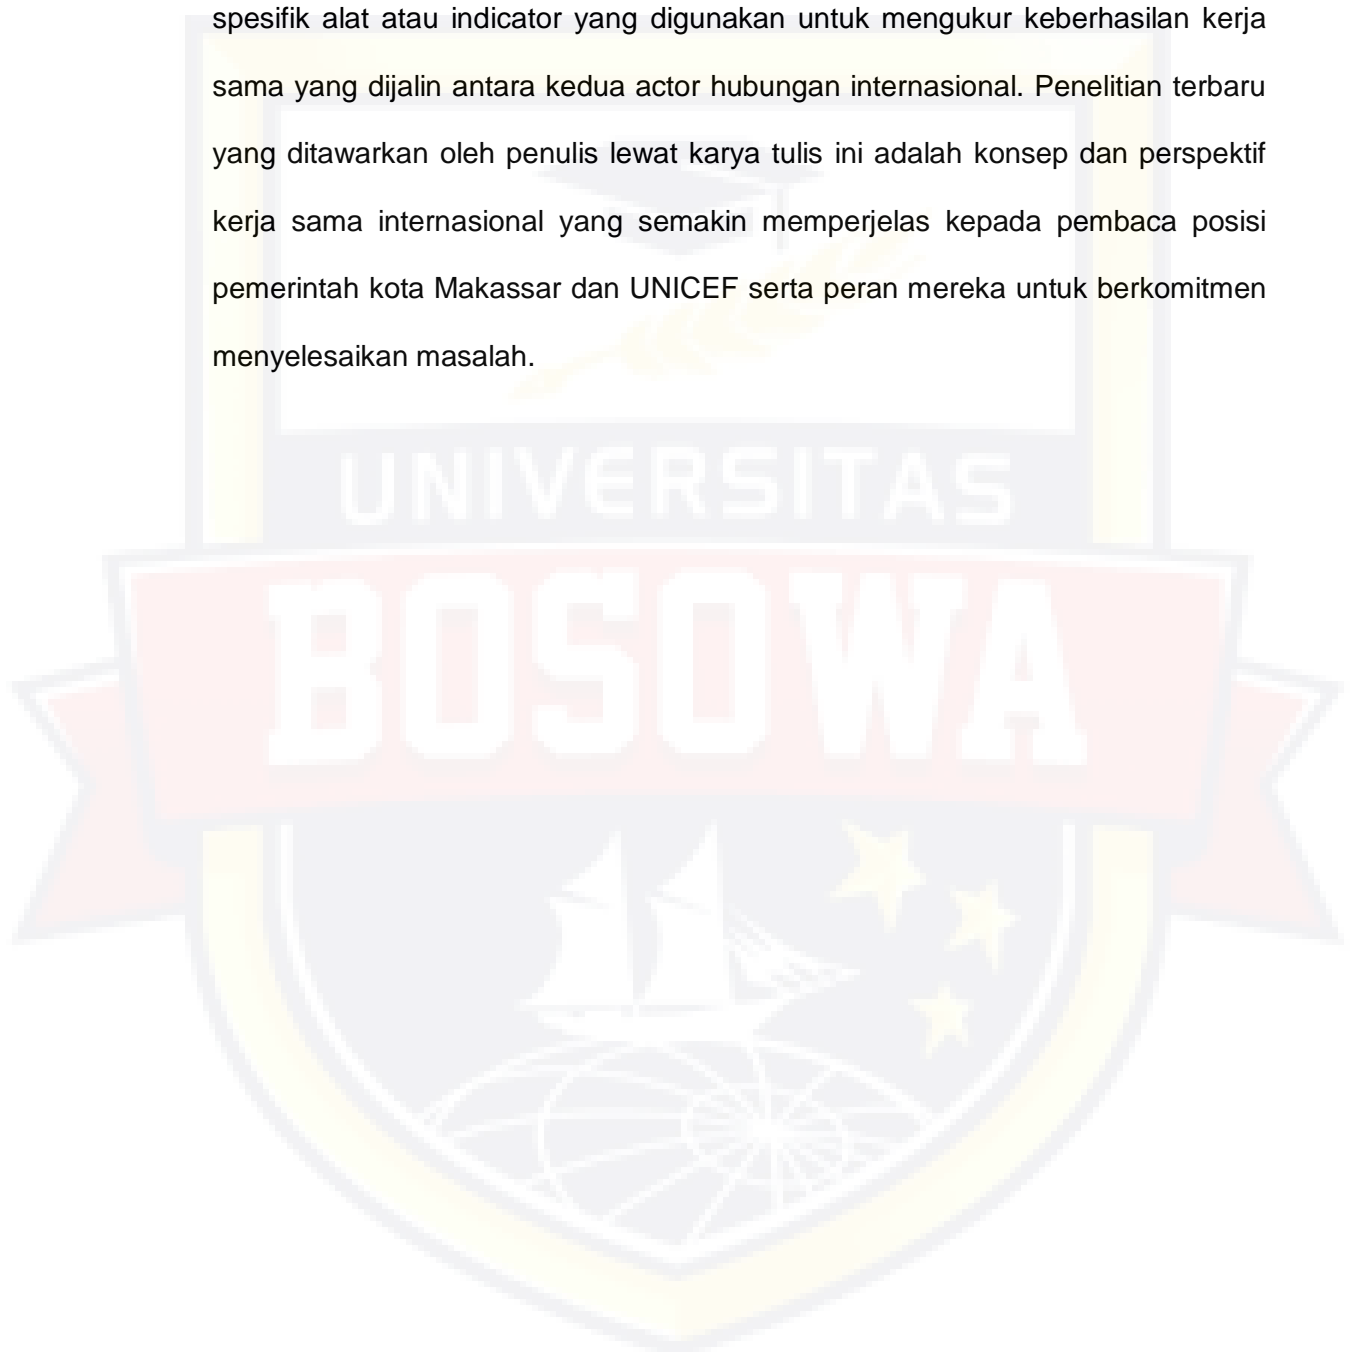 spesifik alat atau indicator yang digunakan untuk mengukur keberhasilan kerja
sama yang dijalin antara kedua actor hubungan internasional. Penelitian terbaru
yang ditawarkan oleh penulis lewat karya tulis ini adalah konsep dan perspektif
kerja sama internasional yang semakin memperjelas kepada pembaca posisi
pemerintah kota Makassar dan UNICEF serta peran mereka untuk berkomitmen
menyelesaikan masalah.
UNIVERSITAS
BOSOWA